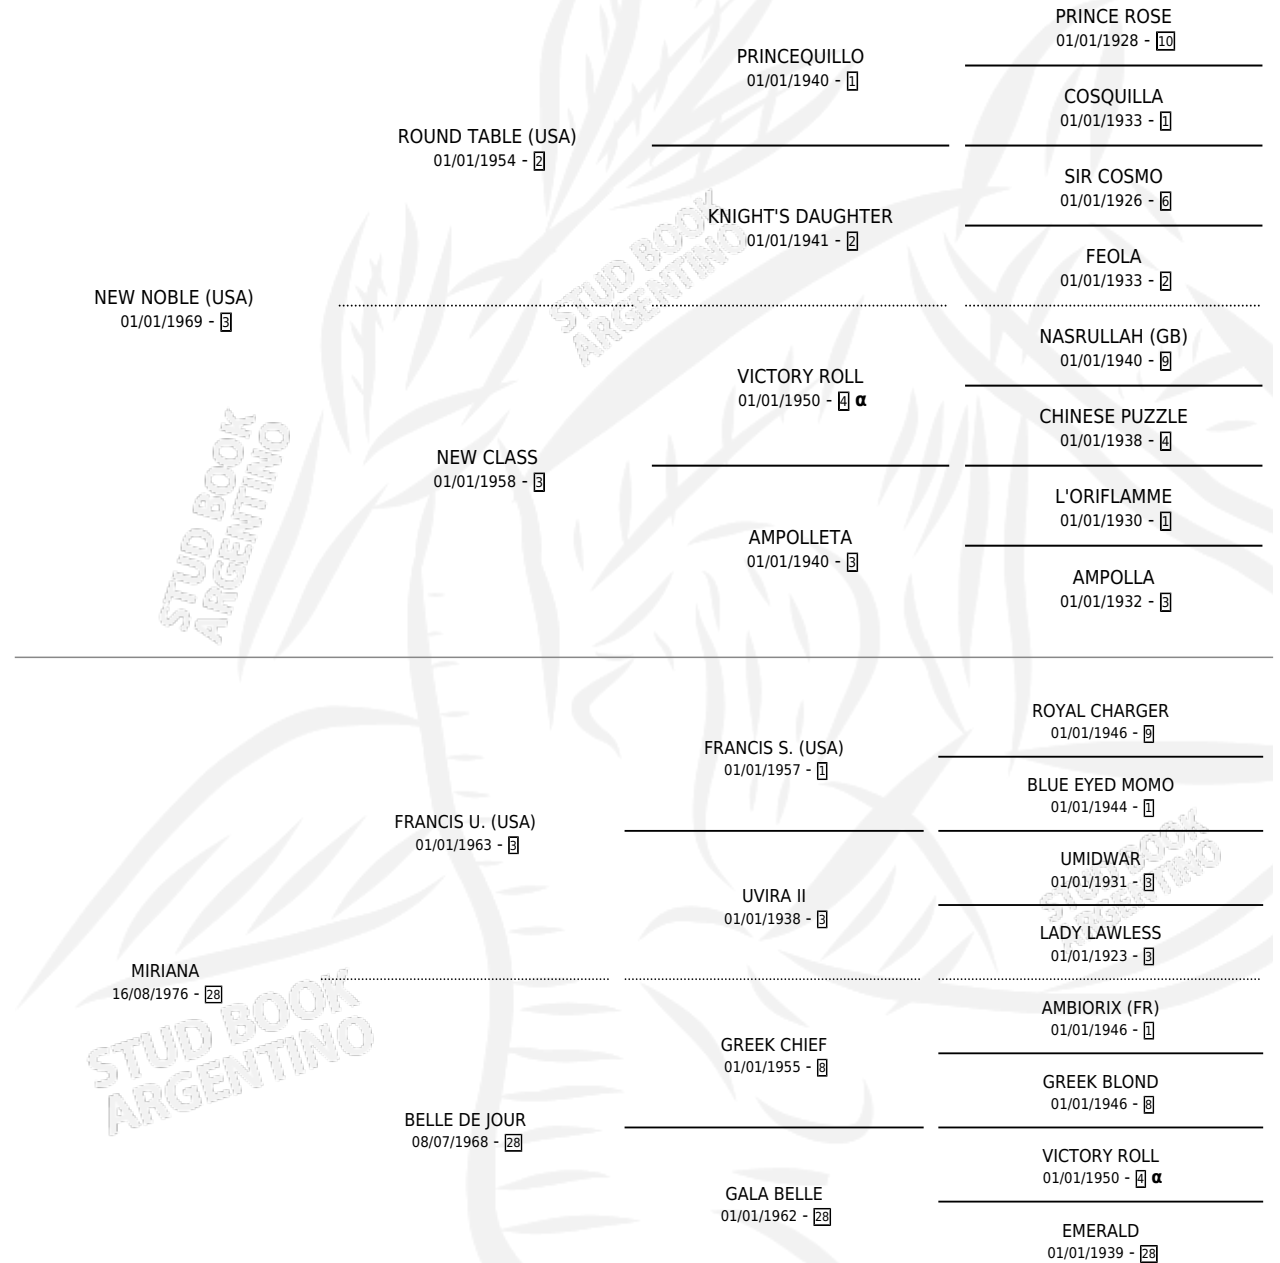 PRINCE ROSE
01/01/1928 - 10
PRINCEQUILLO
01/01/1940 - 1
COSQUILLA
01/01/1933 - 1
ROUND TABLE (USA)
01/01/1954 - 2
SIR COSMO
01/01/1926 - 6
KNIGHT'S DAUGHTER
01/01/1941 - 2
FEOLA
01/01/1933 - 2
NEW NOBLE (USA)
01/01/1969 - 3
NASRULLAH (GB)
01/01/1940 - 9
VICTORY ROLL
01/01/1950 - 4 α
CHINESE PUZZLE
01/01/1938 - 4
NEW CLASS
01/01/1958 - 3
L'ORIFLAMME
01/01/1930 - 1
AMPOLLETA
01/01/1940 - 3
AMPOLLA
01/01/1932 - 3
ROYAL CHARGER
01/01/1946 - 9
FRANCIS S. (USA)
01/01/1957 - 1
BLUE EYED MOMO
01/01/1944 - 1
FRANCIS U. (USA)
01/01/1963 - 3
UMIDWAR
01/01/1931 - 3
UVIRA II
01/01/1938 - 3
LADY LAWLESS
01/01/1923 - 3
MIRIANA
16/08/1976 - 28
AMBIORIX (FR)
01/01/1946 - 1
GREEK CHIEF
01/01/1955 - 8
GREEK BLOND
01/01/1946 - 8
BELLE DE JOUR
08/07/1968 - 28
VICTORY ROLL
01/01/1950 - 4 α
GALA BELLE
01/01/1962 - 28
EMERALD
01/01/1939 - 28
STUD BOOK
ARGENTINO
STUD BOOK
ARGENTINO
STUD BOOK
ARGENTINO
STUD BOOK
ARGENTINO